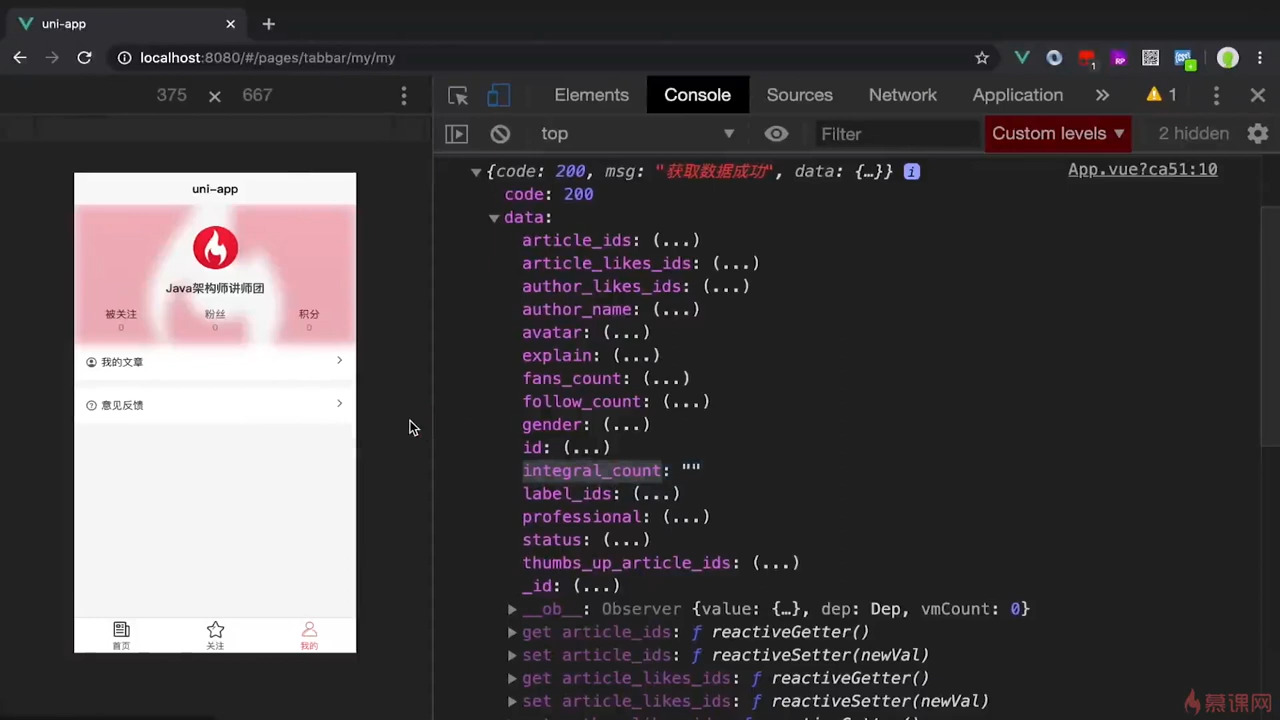 uni-app
localhost:8080/#/pages/tabbar/my/my
375 × 667
Elements Console Sources Network Application » 1
top Filter Custom levels ▼ 2 hidden
{code: 200, msg: "获取数据成功", data: {…}} i App.vue?ca51:10
code: 200
data:
article_ids: (...)
article_likes_ids: (...)
author_likes_ids: (...)
author_name: (...)
avatar: (...)
explain: (...)
fans_count: (...)
follow_count: (...)
gender: (...)
id: (...)
integral_count: ""
label_ids: (...)
professional: (...)
status: (...)
thumbs_up_article_ids: (...)
_id: (...)
__ob__: Observer {value: {…}, dep: Dep, vmCount: 0}
get article_ids: ƒ reactiveGetter()
set article_ids: ƒ reactiveSetter(newVal)
get article_likes_ids: ƒ reactiveGetter()
set article_likes_ids: ƒ reactiveSetter(newVal)
uni-app
Java架构师讲师团
被关注 粉丝 积分
0 0 0
我的文章
意见反馈
首页 关注 我的
慕课网